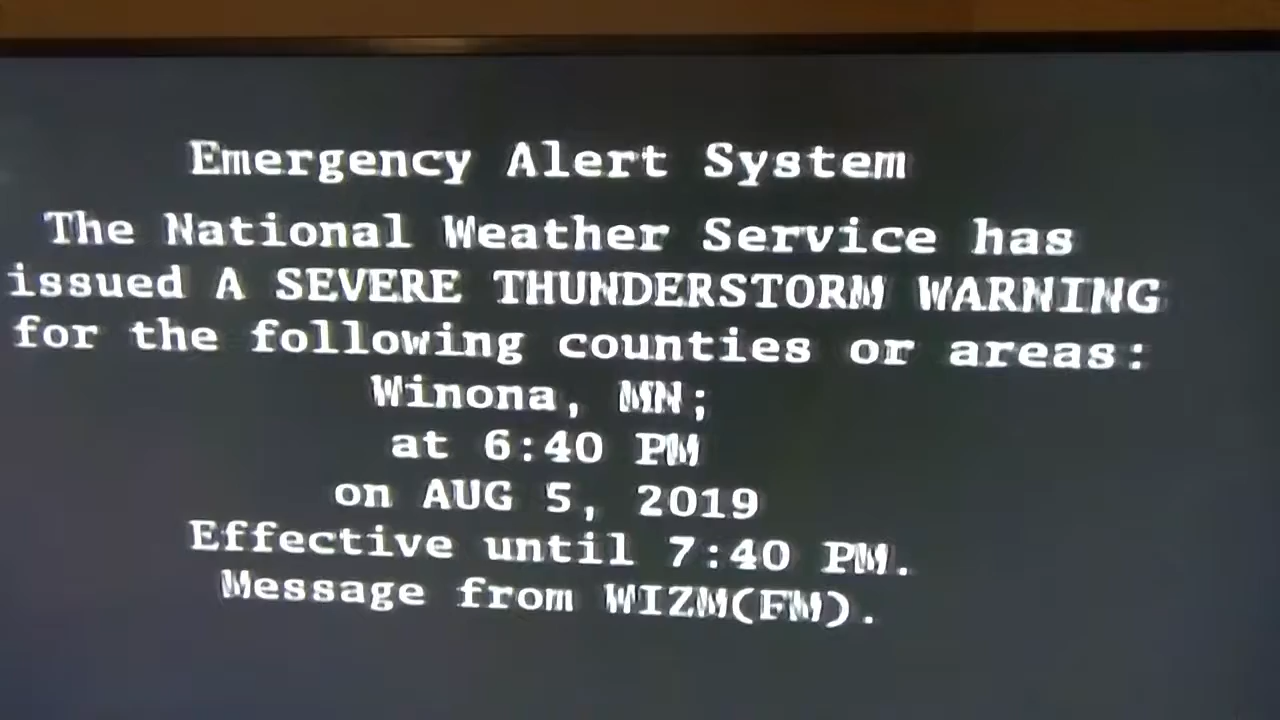 Emergency Alert System
The National Weather Service has
issued A SEVERE THUNDERSTORM WARNING
for the following counties or areas:
Winona, MN;
at 6:40 PM
on AUG 5, 2019
Effective until 7:40 PM.
Message from WIZM(FM).